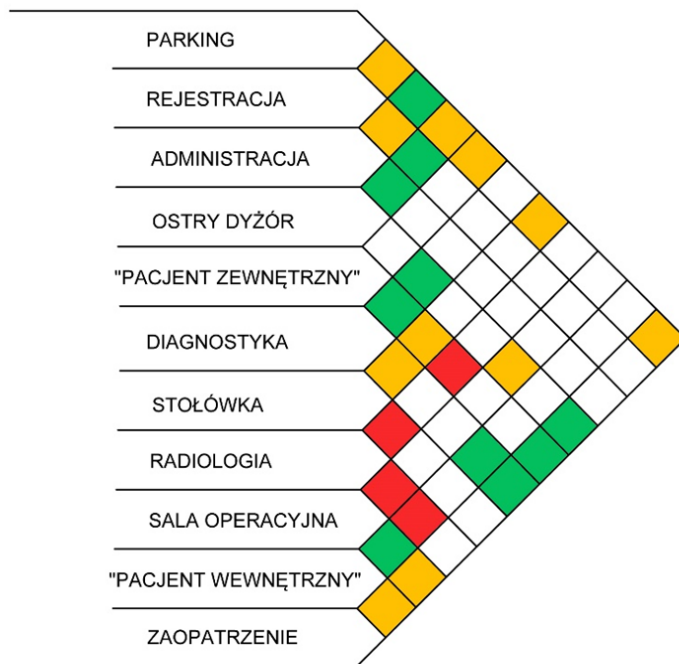 PARKING
REJESTRACJA
ADMINISTRACJA
OSTRY DYŻÓR
"PACJENT ZEWNĘTRZNY"
DIAGNOSTYKA
STOŁÓWKA
RADIOLOGIA
SALA OPERACYJNA
"PACJENT WEWNĘTRZNY"
ZAOPATRZENIE